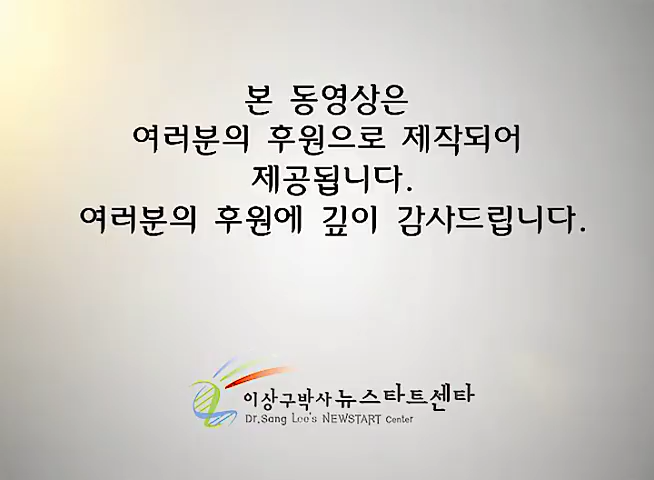 본 동영상은
여러분의 후원으로 제작되어
제공됩니다.
여러분의 후원에 깊이 감사드립니다.
이상구박사 뉴스타트센타
Dr.Sang Lee's NEWSTART Center